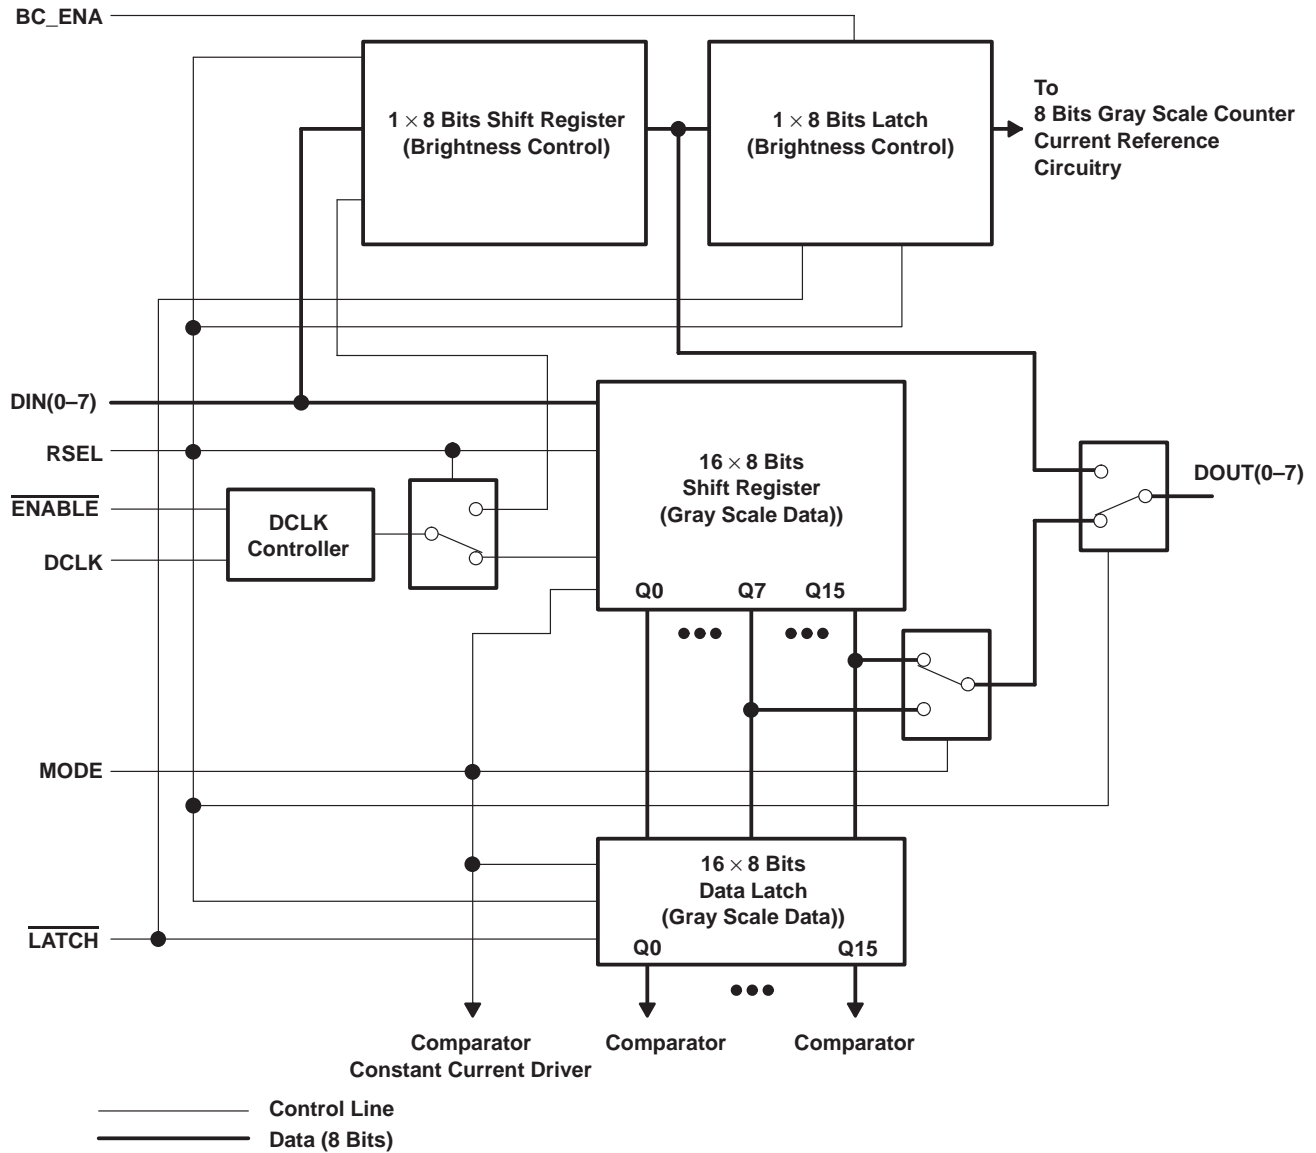 BC_ENA
1 × 8 Bits Shift Register
(Brightness Control)
1 × 8 Bits Latch
(Brightness Control)
To
8 Bits Gray Scale Counter
Current Reference
Circuitry
DIN(0–7)
RSEL
ENABLE
DCLK
DCLK
Controller
16 × 8 Bits
Shift Register
(Gray Scale Data))
Q0 Q7 Q15
DOUT(0–7)
MODE
16 × 8 Bits
Data Latch
(Gray Scale Data))
Q0 Q15
LATCH
Comparator
Constant Current Driver
Comparator
Comparator
Control Line
Data (8 Bits)